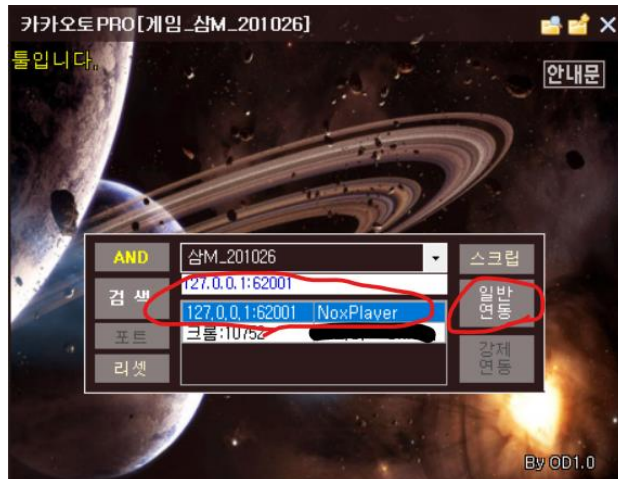 카카오토PRO[게임_삼M_201026]
툴입니다.
안내문
AND
삼M_201026
스크립
검 색
127.0.0.1:62001
일반
연동
127.0.0.1:62001 NoxPlayer
포트
크롬:10752
강제
연동
리셋
By OD1.0